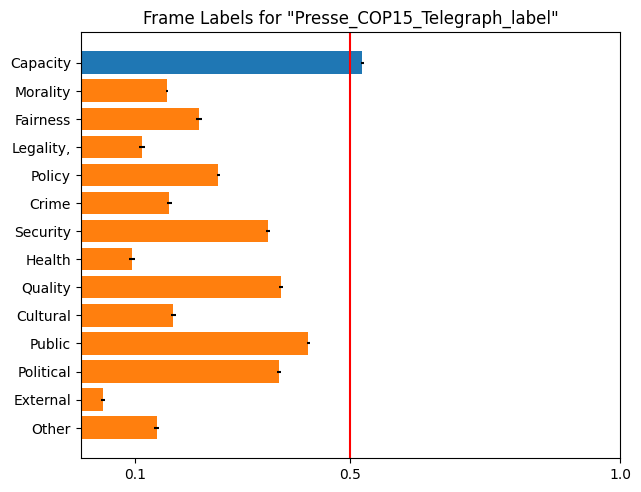 Frame Labels for "Presse_COP15_Telegraph_label"
Capacity
Morality
Fairness
Legality,
Policy
Crime
Security
Health
Quality
Cultural
Public
Political
External
Other
0.1 0.5 1.0